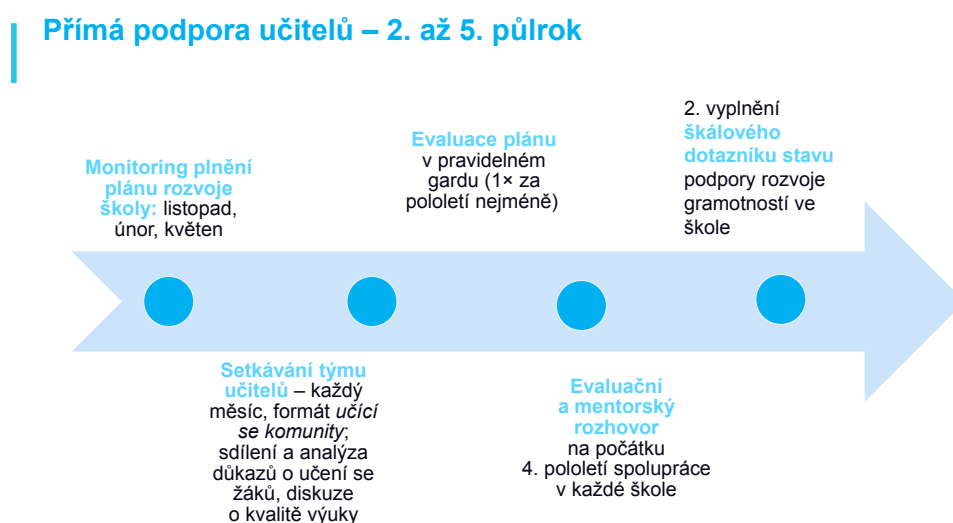 Přímá podpora učitelů – 2. až 5. půlrok
Monitoring plnění
plánu rozvoje
školy: listopad,
únor, květen
Setkávání týmu
učitelů – každý
měsíc, formát učící
se komunity;
sdílení a analýza
důkazů o učení se
žáků, diskuze
o kvalitě výuky
Evaluace plánu
v pravidelném
gardu (1× za
pololetí nejméně)
Evaluační
a mentorský
rozhovor
na počátku
4. pololetí spolupráce
v každé škole
2. vyplnění
škálového
dotazníku stavu
podpory rozvoje
gramotností ve
škole